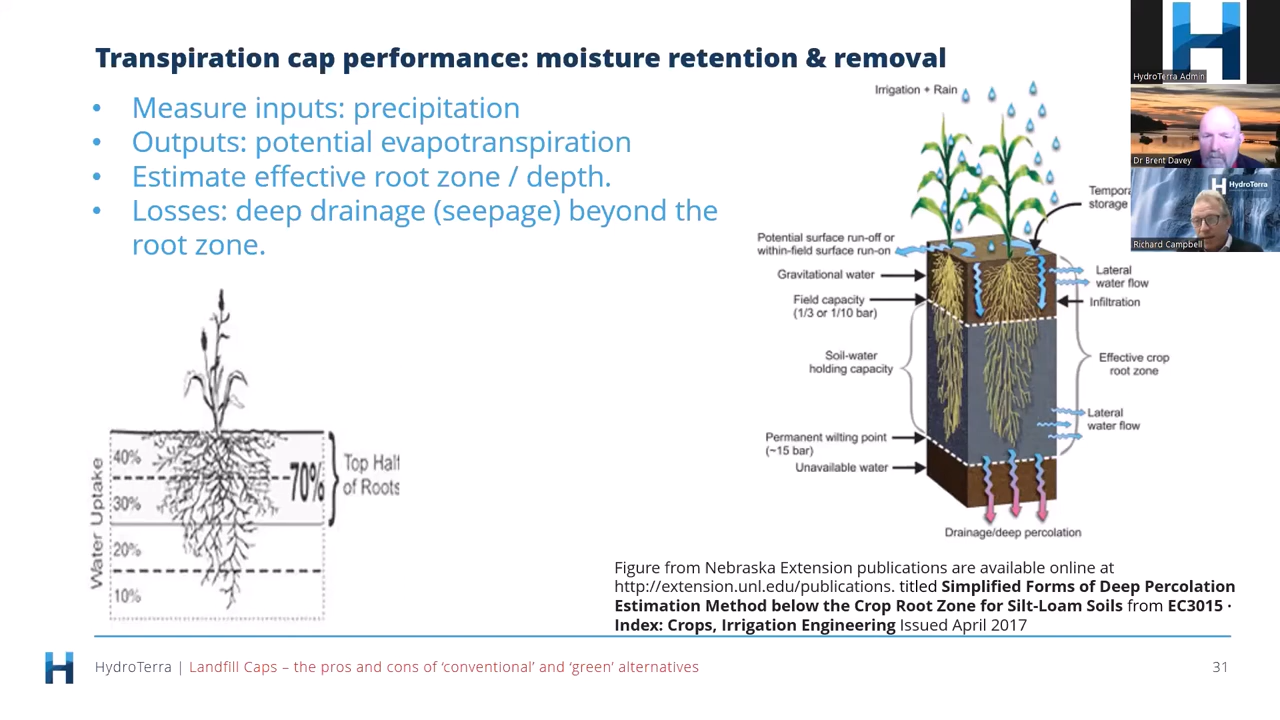 Transpiration cap performance: moisture retention & removal
• Measure inputs: precipitation
• Outputs: potential evapotranspiration
• Estimate effective root zone / depth.
• Losses: deep drainage (seepage) beyond the
root zone.
Water Uptake
40%
30%
20%
10%
70%
Top Half
of Roots
Irrigation + Rain
Potential surface run-off or
within-field surface run-on
Gravitational water
Field capacity
(1/3 or 1/10 bar)
Soil-water
holding capacity
Permanent wilting point
(~15 bar)
Unavailable water
storage
Lateral
water flow
Infiltration
Effective crop
root zone
Lateral
water flow
Drainage/deep percolation
Figure from Nebraska Extension publications are available online at
http://extension.unl.edu/publications. titled Simplified Forms of Deep Percolation
Estimation Method below the Crop Root Zone for Silt-Loam Soils from EC3015 ·
Index: Crops, Irrigation Engineering Issued April 2017
HydroTerra | Landfill Caps – the pros and cons of ‘conventional’ and ‘green’ alternatives
31
HydroTerra Admin
Dr Brent Davey
HydroTerra
Richard Campbell